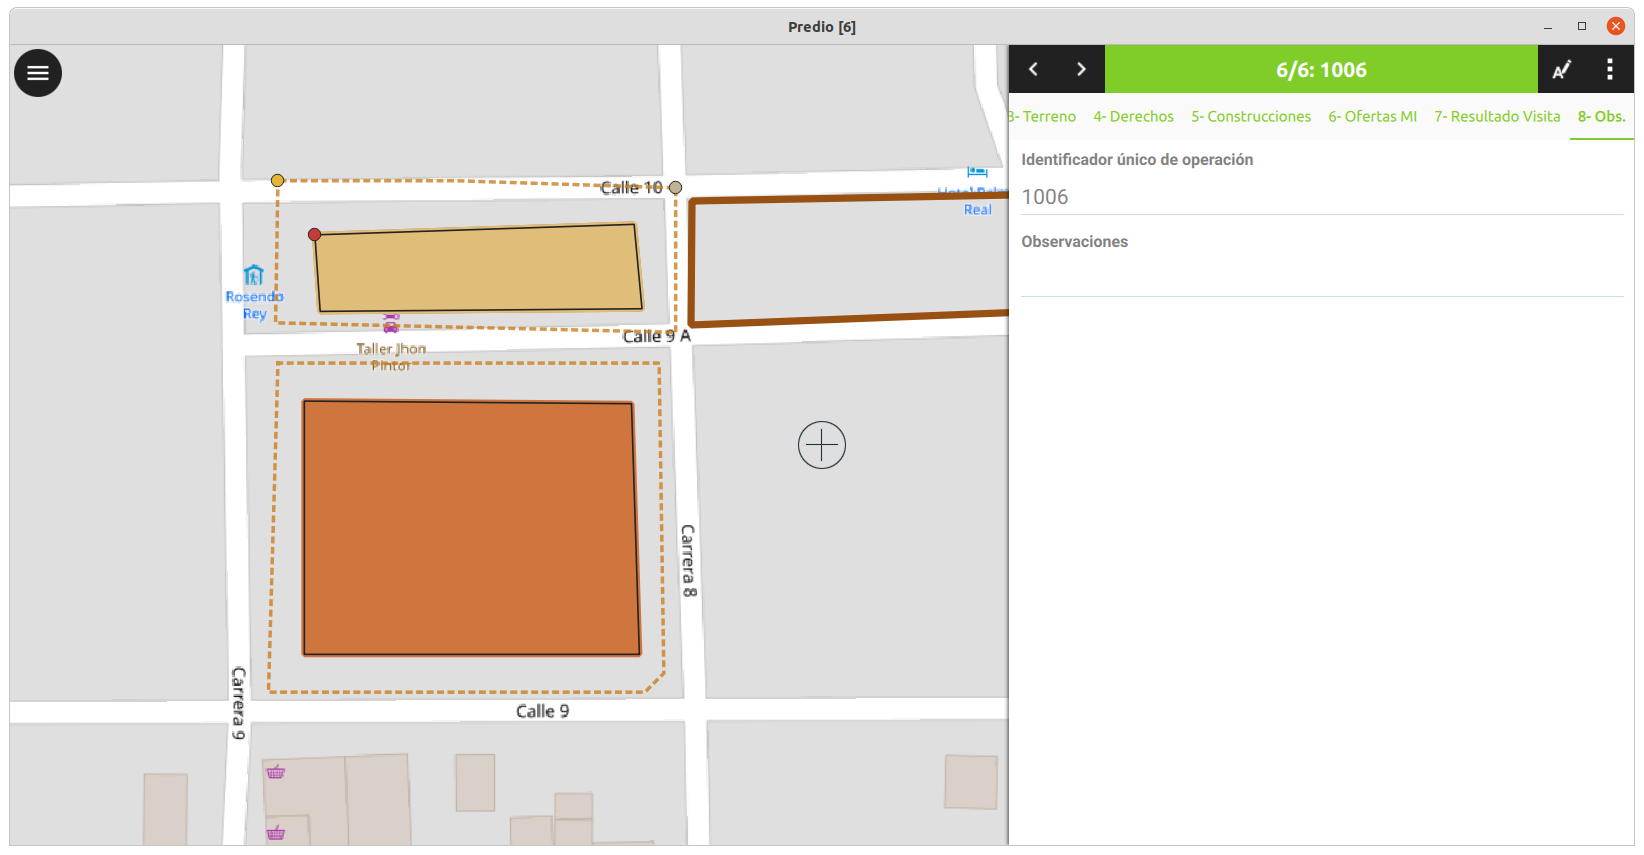 Predio [6]
6/6: 1006
3- Terreno
4- Derechos
5- Construcciones
6- Ofertas MI
7- Resultado Visita
8- Obs.
Identificador único de operación
1006
Observaciones
Calle 10
Real
Rosendo
Rey
Calle 9 A
Taller Jhon
Pintor
Carrera 8
Carrera 9
Calle 9